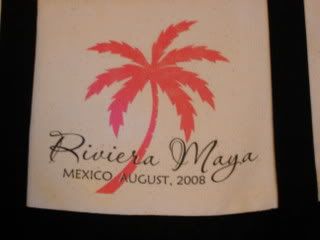 Riviera Maya
MEXICO AUGUST, 2008